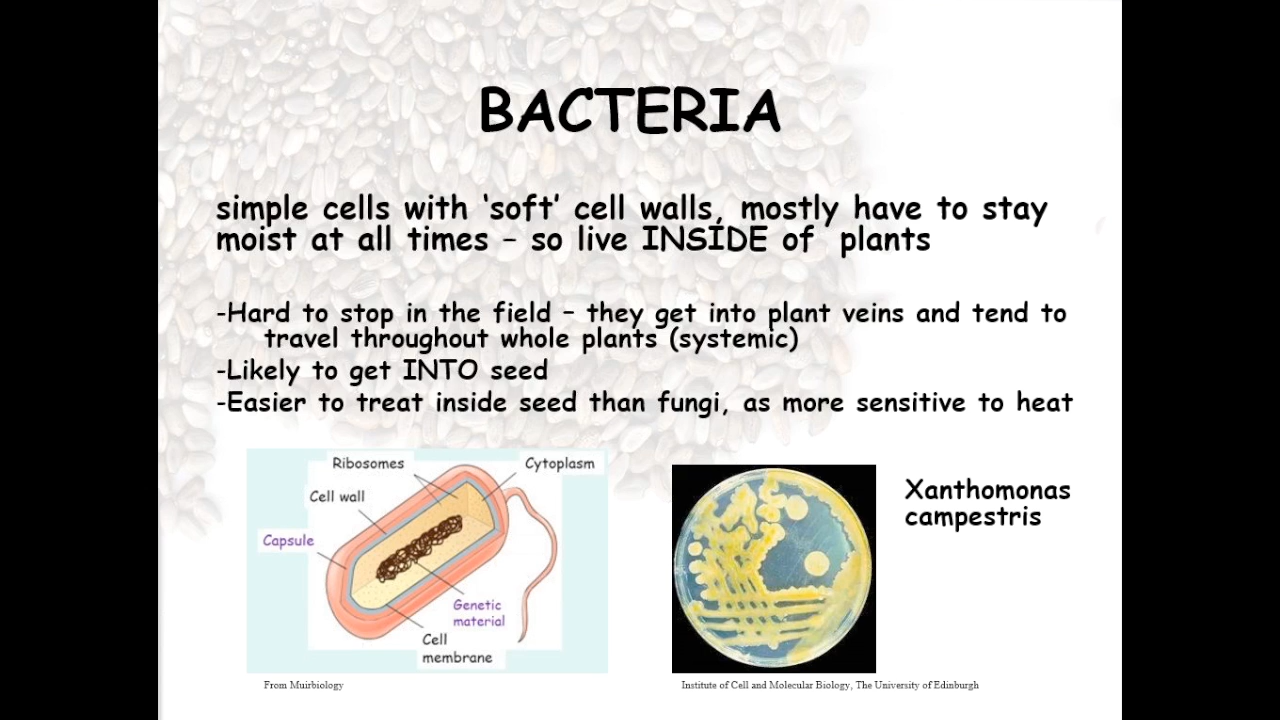 BACTERIA
simple cells with ‘soft’ cell walls, mostly have to stay
moist at all times – so live INSIDE of plants
-Hard to stop in the field – they get into plant veins and tend to
travel throughout whole plants (systemic)
-Likely to get INTO seed
-Easier to treat inside seed than fungi, as more sensitive to heat
Ribosomes
Cytoplasm
Cell wall
Capsule
Genetic
material
Cell
membrane
From Muirbiology
Xanthomonas
campestris
Institute of Cell and Molecular Biology, The University of Edinburgh